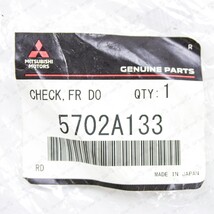 MITSUBISHI
MOTORS
R
GENUINE PARTS
CHECK, FR DO QTY: 1
5702A133
RD
MADE IN JAPAN